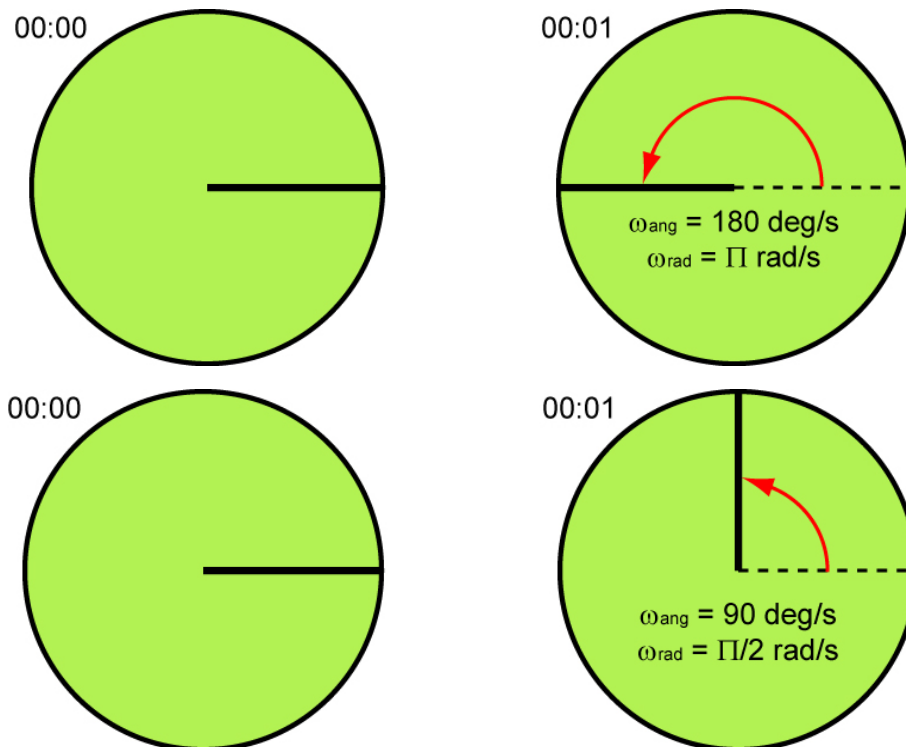 00:00
00:01
ωang = 180 deg/s
ωrad = Π rad/s
00:00
00:01
ωang = 90 deg/s
ωrad = Π/2 rad/s